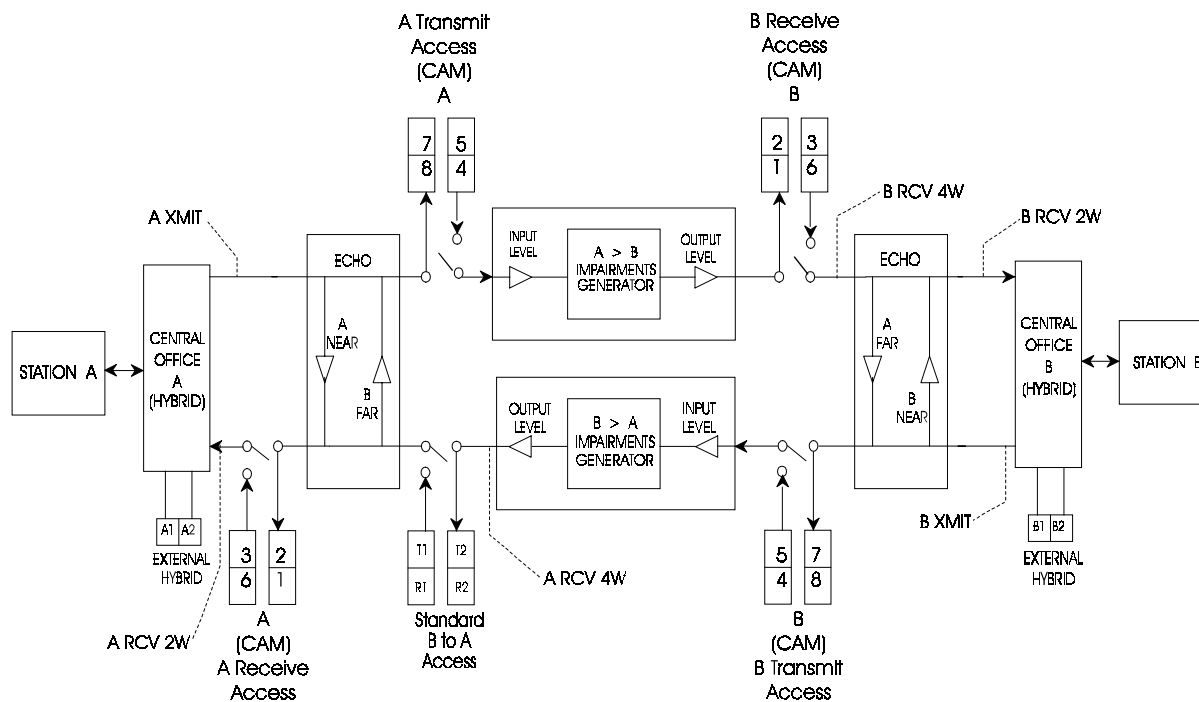 A Transmit
Access
(CAM)
A
B Receive
Access
(CAM)
B
7
8
5
4
2
1
3
6
A XMIT
B RCV 4W
B RCV 2W
ECHO
A
NEAR
B
FAR
INPUT
LEVEL
A > B
IMPAIRMENTS
GENERATOR
OUTPUT
LEVEL
ECHO
A
FAR
B
NEAR
STATION A
CENTRAL
OFFICE
A
(HYBRID)
CENTRAL
OFFICE
B
(HYBRID)
STATION B
OUTPUT
LEVEL
B > A
IMPAIRMENTS
GENERATOR
INPUT
LEVEL
A1 A2
EXTERNAL
HYBRID
3
6
2
1
T1
R1
T2
R2
A RCV 4W
5
4
7
8
B XMIT
B1 B2
EXTERNAL
HYBRID
A RCV 2W
A
(CAM)
A Receive
Access
Standard
B to A
Access
B
(CAM)
B Transmit
Access